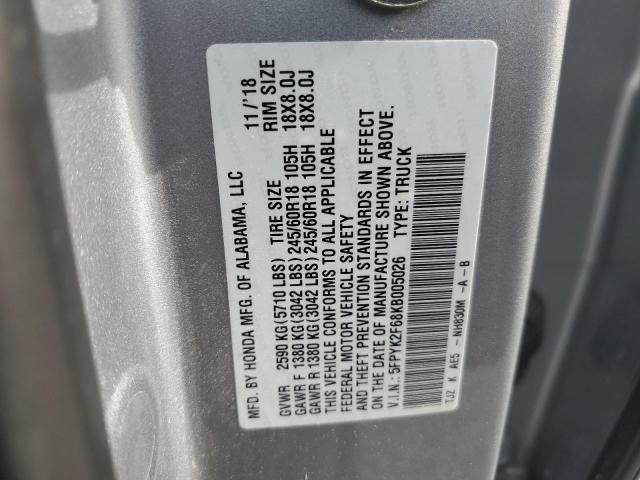 MFD. BY HONDA MFG. OF ALABAMA, LLC 11/'18
GVWR 2590 KG(5710 LBS) TIRE SIZE RIM SIZE
GAWR F 1380 KG(3042 LBS) 245/60R18 105H 18X8.0J
GAWR R 1380 KG(3042 LBS) 245/60R18 105H 18X8.0J
THIS VEHICLE CONFORMS TO ALL APPLICABLE
FEDERAL MOTOR VEHICLE SAFETY
AND THEFT PREVENTION STANDARDS IN EFFECT
ON THE DATE OF MANUFACTURE SHOWN ABOVE.
V.I.N.: 5FPYK2F68KB005026 TYPE: TRUCK
TJZ K AE5 - NH830M -A -B